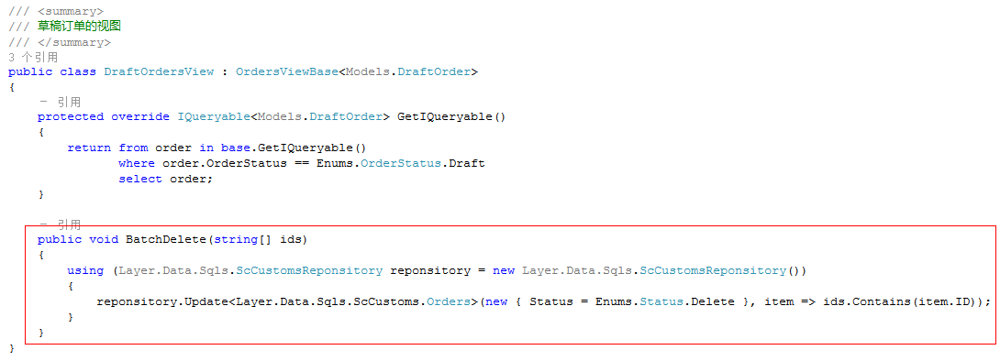 /// <summary>
/// 草稿订单的视图
/// </summary>
3 个引用
public class DraftOrdersView : OrdersViewBase<Models.DraftOrder>
{
一 引用
protected override IQueryable<Models.DraftOrder> GetIQueryable()
{
return from order in base.GetIQueryable()
where order.OrderStatus == Enums.OrderStatus.Draft
select order;
}
一 引用
public void BatchDelete(string[] ids)
{
using (Layer.Data.Sqls.ScCustomsReponsitory reponsitory = new Layer.Data.Sqls.ScCustomsReponsitory())
{
reponsitory.Update<Layer.Data.Sqls.ScCustoms.Orders>(new { Status = Enums.Status.Delete }, item => ids.Contains(item.ID));
}
}
}